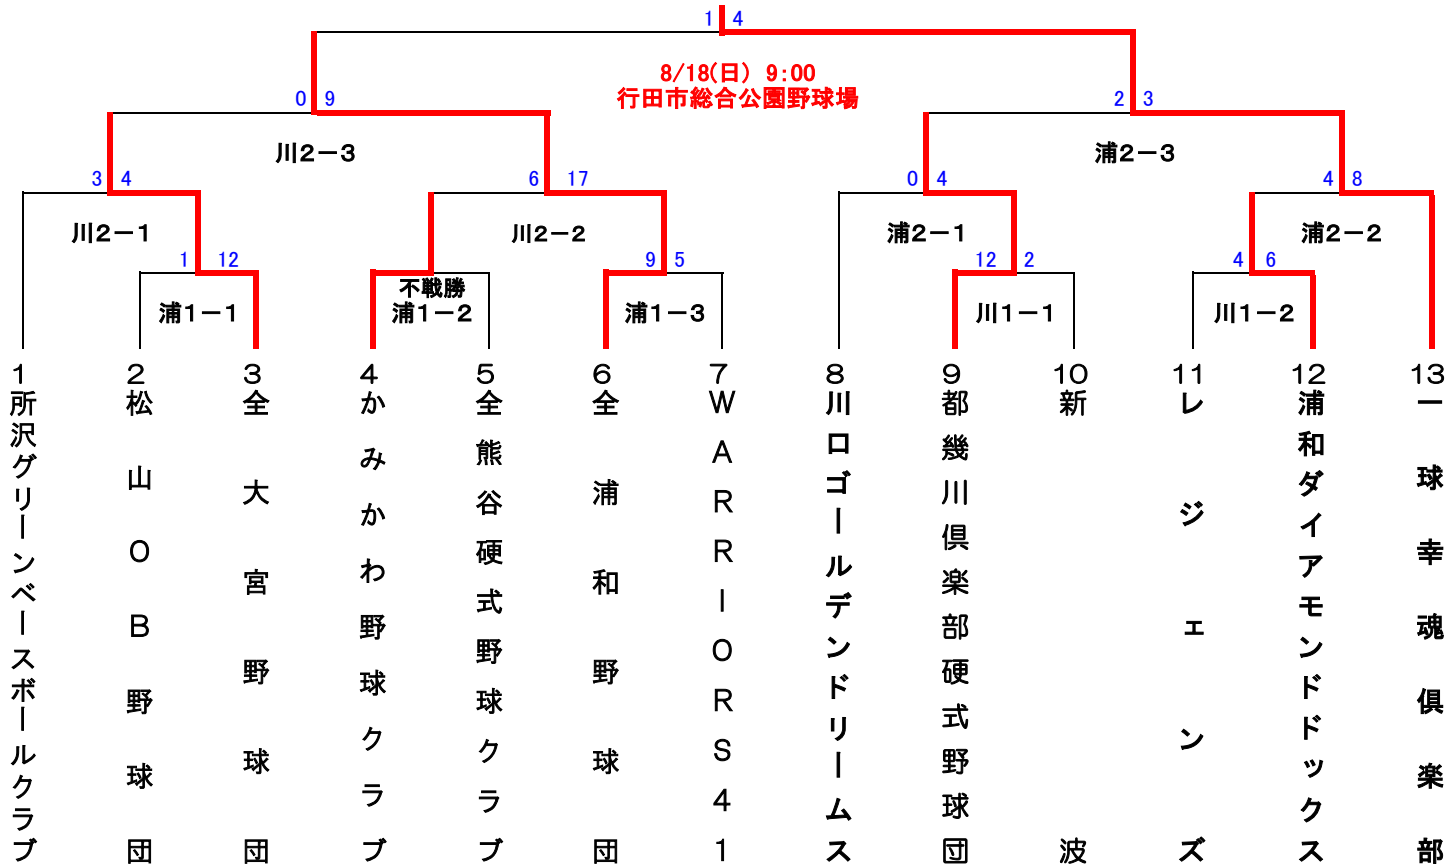 1 4
8/18(日) 9:00
行田市総合公園野球場
0 9
2 3
川2－3
浦2－3
3 4
6 17
0 4
4 8
川2－1
川2－2
浦2－1
浦2－2
1 12
9 5
12 2
4 6
不戦勝
浦1－1
浦1－2
浦1－3
川1－1
川1－2
1 所沢グリーンベースボールクラブ
2 松山OB野球団
3 全大宮野球団
4 かみかわ野球クラブ
5 全熊谷硬式野球クラブ
6 全浦和野球団
7 WARRIORS41
8 川口ゴールデンドリームス
9 都幾川倶楽部硬式野球団
10 新波
11 レジェンズ
12 浦和ダイアモンドドックス
13 一球幸魂倶楽部